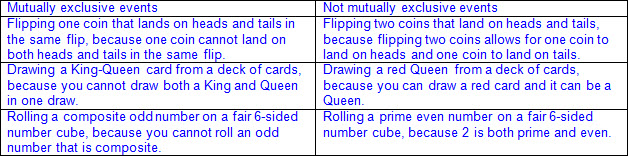 Mutually exclusive events
Not mutually exclusive events
Flipping one coin that lands on heads and tails in
the same flip, because one coin cannot land on
both heads and tails in the same flip.
Flipping two coins that land on heads and tails,
because flipping two coins allows for one coin to
land on heads and one coin to land on tails.
Drawing a King-Queen card from a deck of cards,
because you cannot draw both a King and Queen
in one draw.
Drawing a red Queen from a deck of cards,
because you can draw a red card and it can be a
Queen.
Rolling a composite odd number on a fair 6-sided
number cube, because you cannot roll an odd
number that is composite.
Rolling a prime even number on a fair 6-sided
number cube, because 2 is both prime and even.